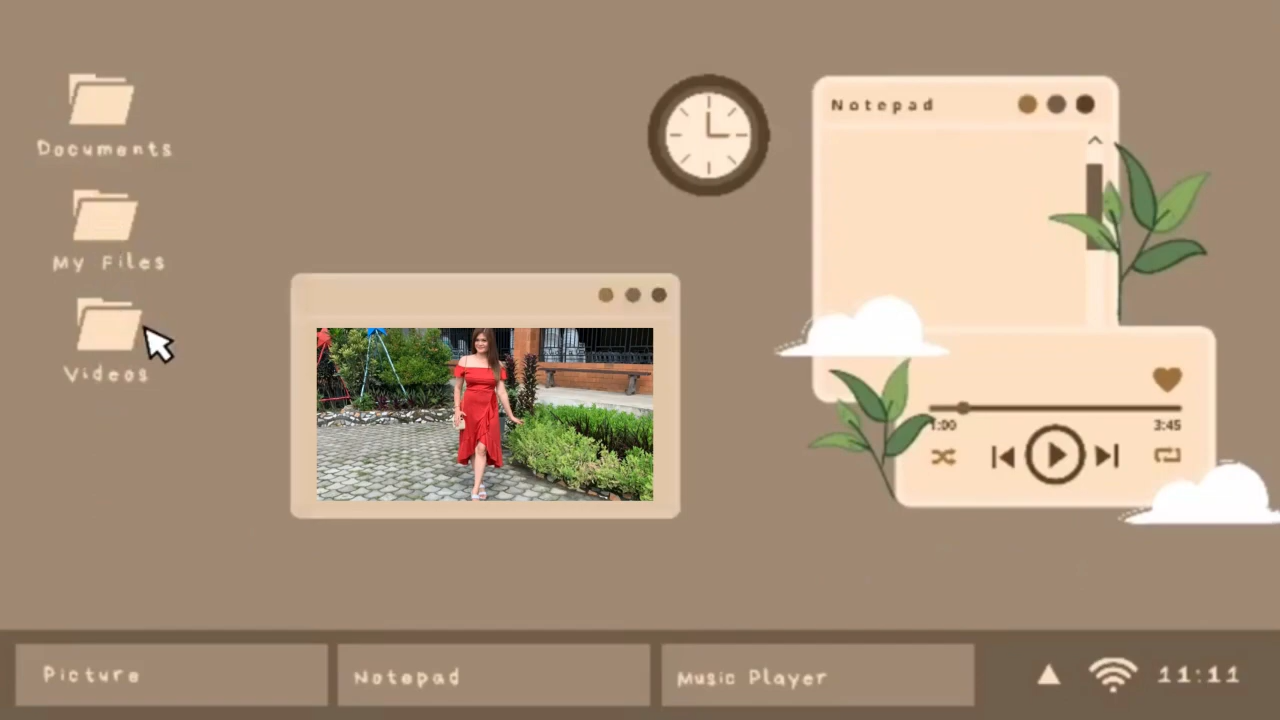 Documents
My Files
Videos
Notepad
1:00
3:45
Picture
Notepad
Music Player
11:11